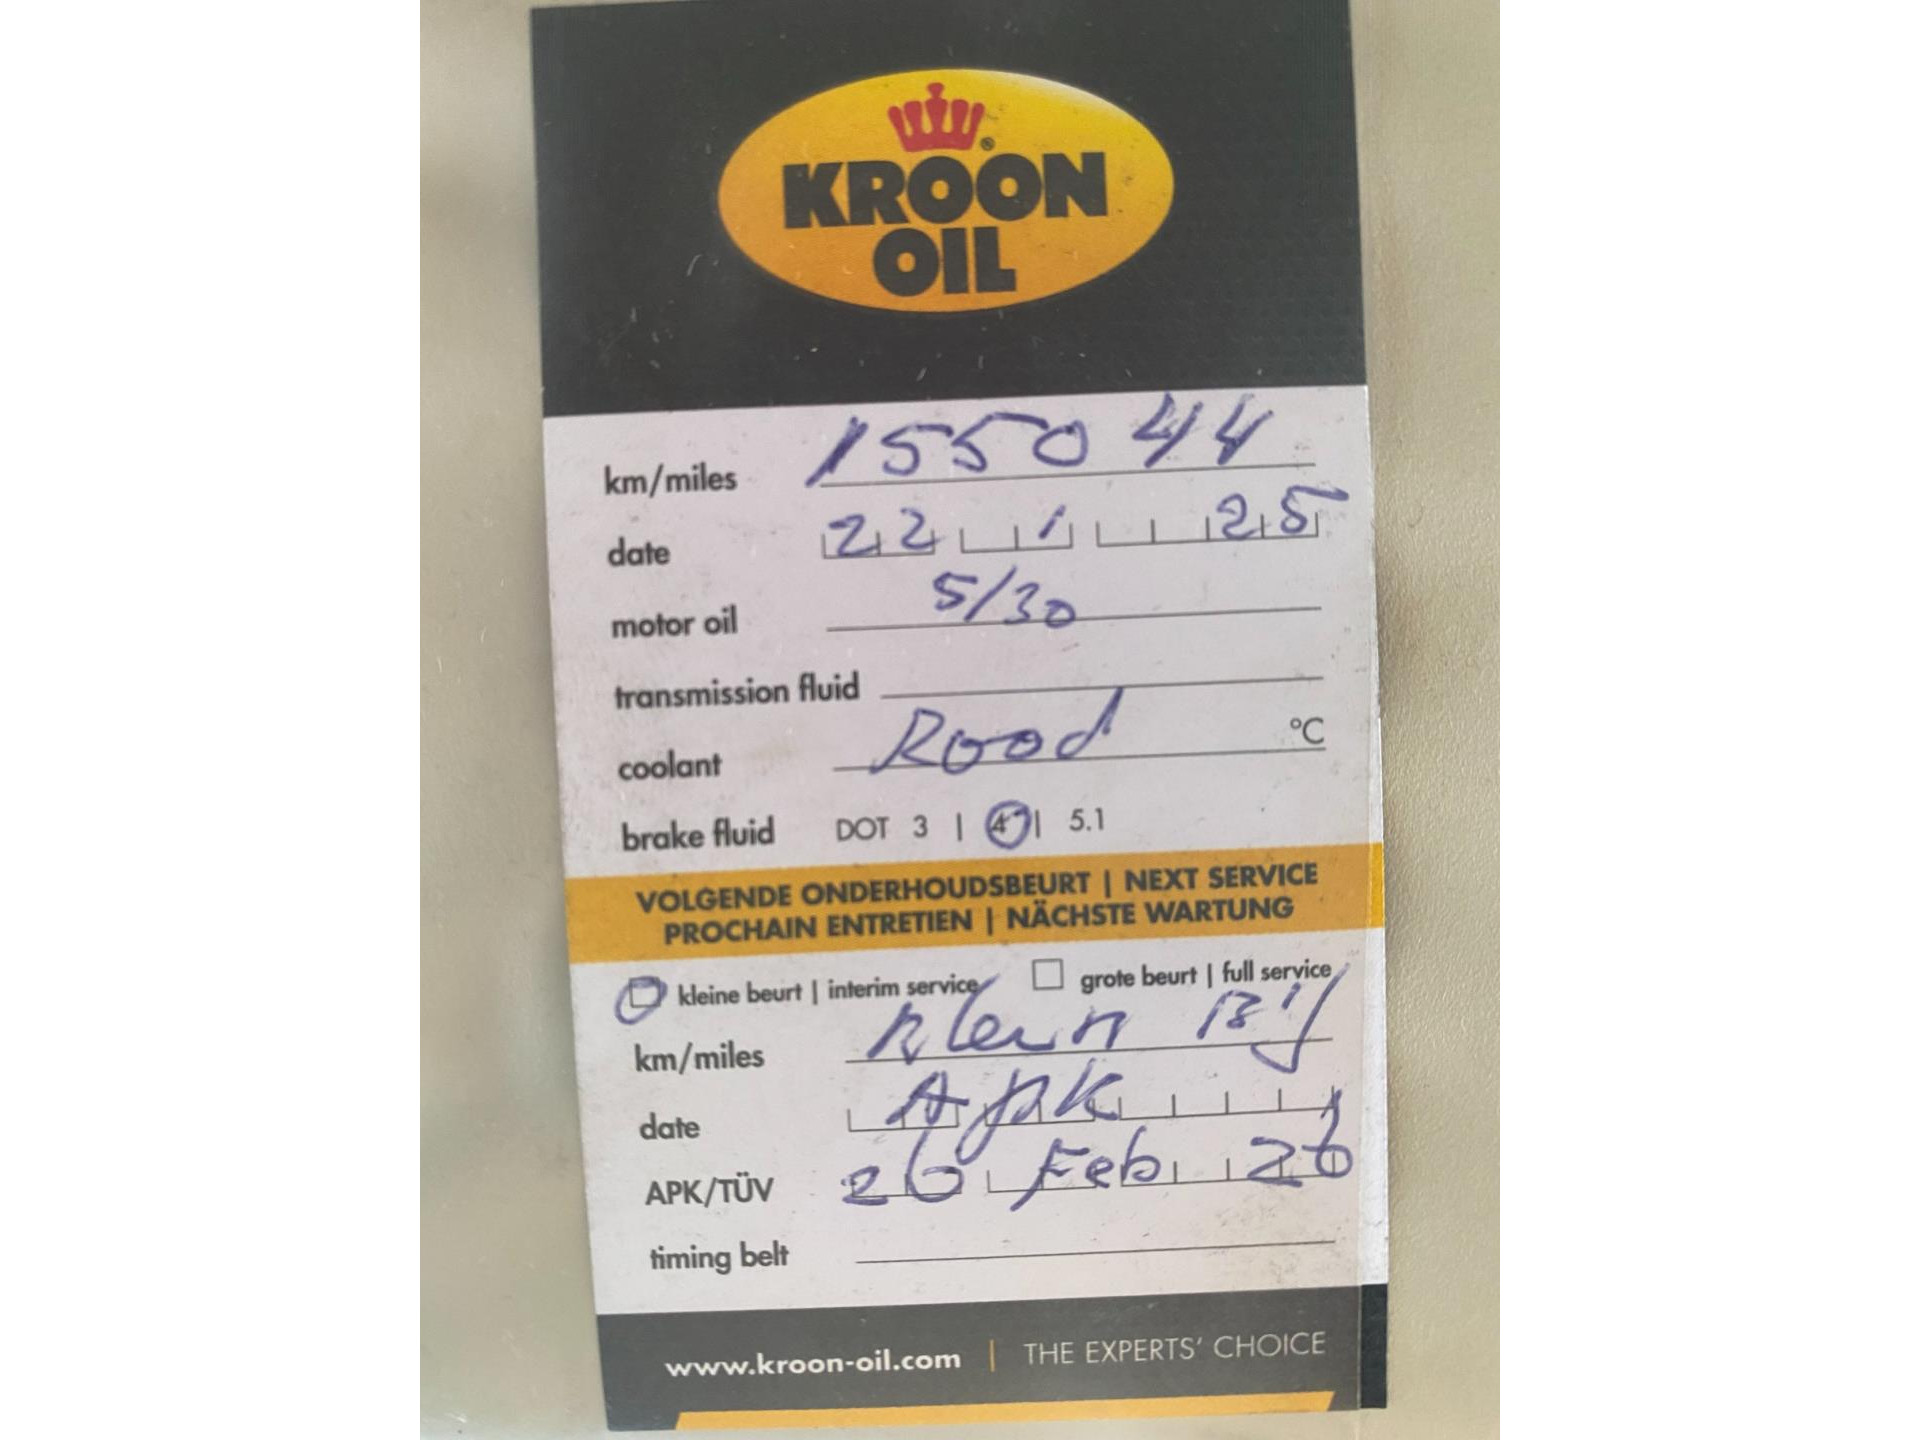 KROON
OIL
km/miles 155044
date 22 1 25
motor oil 5/30
transmission fluid
coolant Rood °C
brake fluid DOT 3 | 4 | 5.1
VOLGENDE ONDERHOUDSBEURT | NEXT SERVICE
PROCHAIN ENTRETIEN | NÄCHSTE WARTUNG
kleine beurt | interim service grote beurt | full service
km/miles klein Bij
date Apk
APK/TÜV 26 Feb 26
timing belt
www.kroon-oil.com | THE EXPERTS' CHOICE